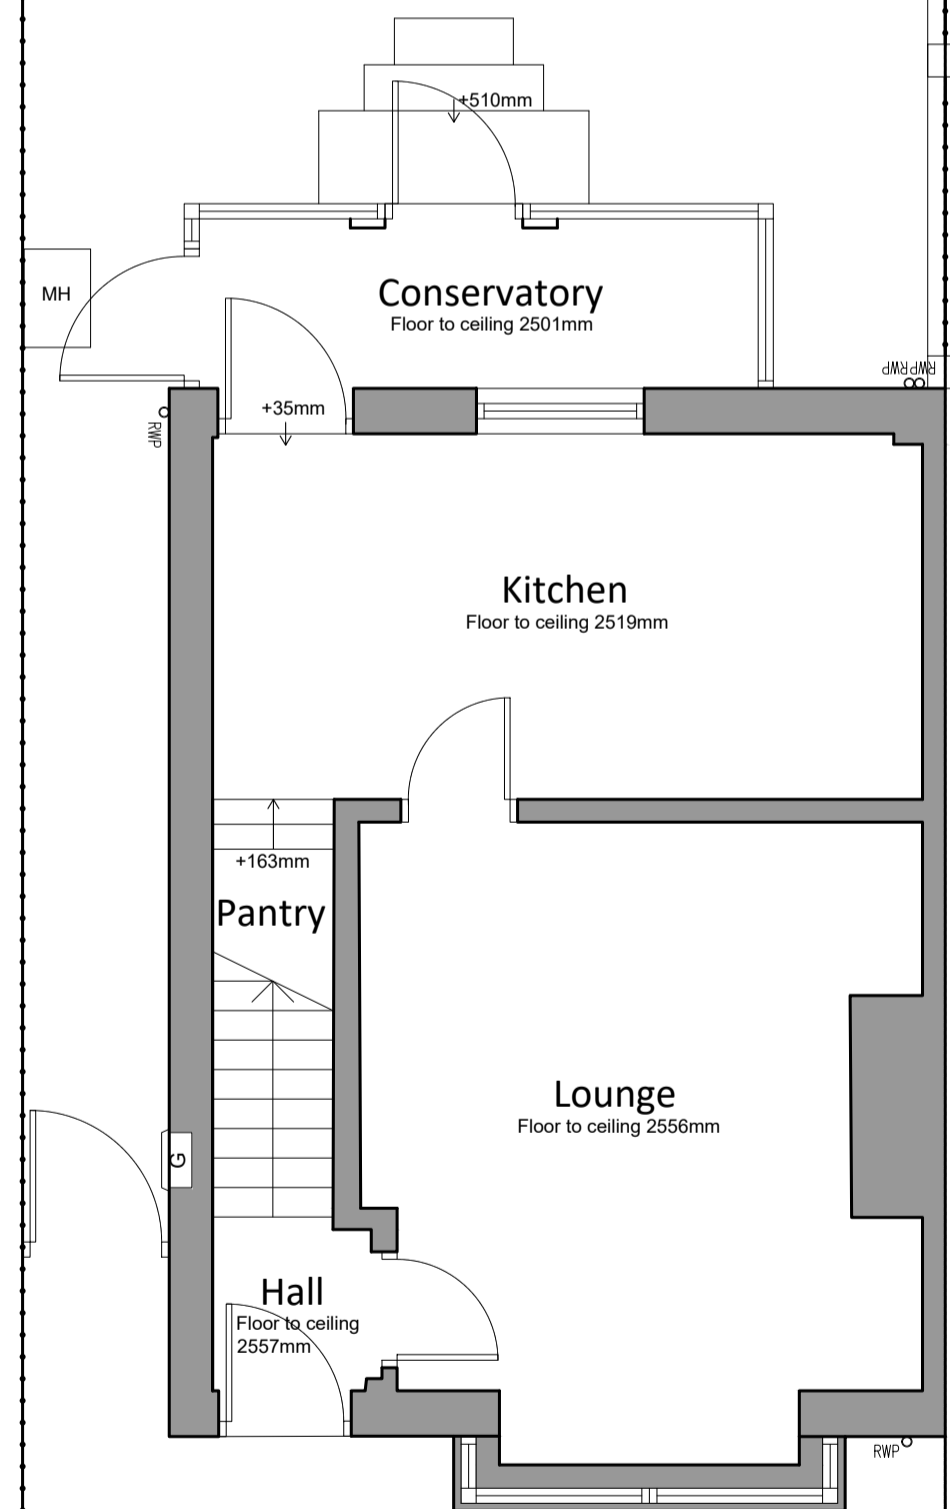 +510mm
MH
Conservatory
Floor to ceiling 2501mm
RWP RWP
+35mm
RWP
Kitchen
Floor to ceiling 2519mm
+163mm
Pantry
Lounge
Floor to ceiling 2556mm
G
Hall
Floor to ceiling
2557mm
RWP